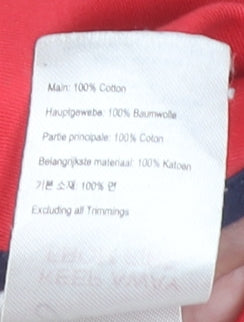 Main: 100% Cotton
Hauptgewebe: 100% Baumwolle
Partie principale: 100% Coton
Belangrijkste materiaal: 100% Katoen
기본 소재: 100% 면
Excluding all Trimmings